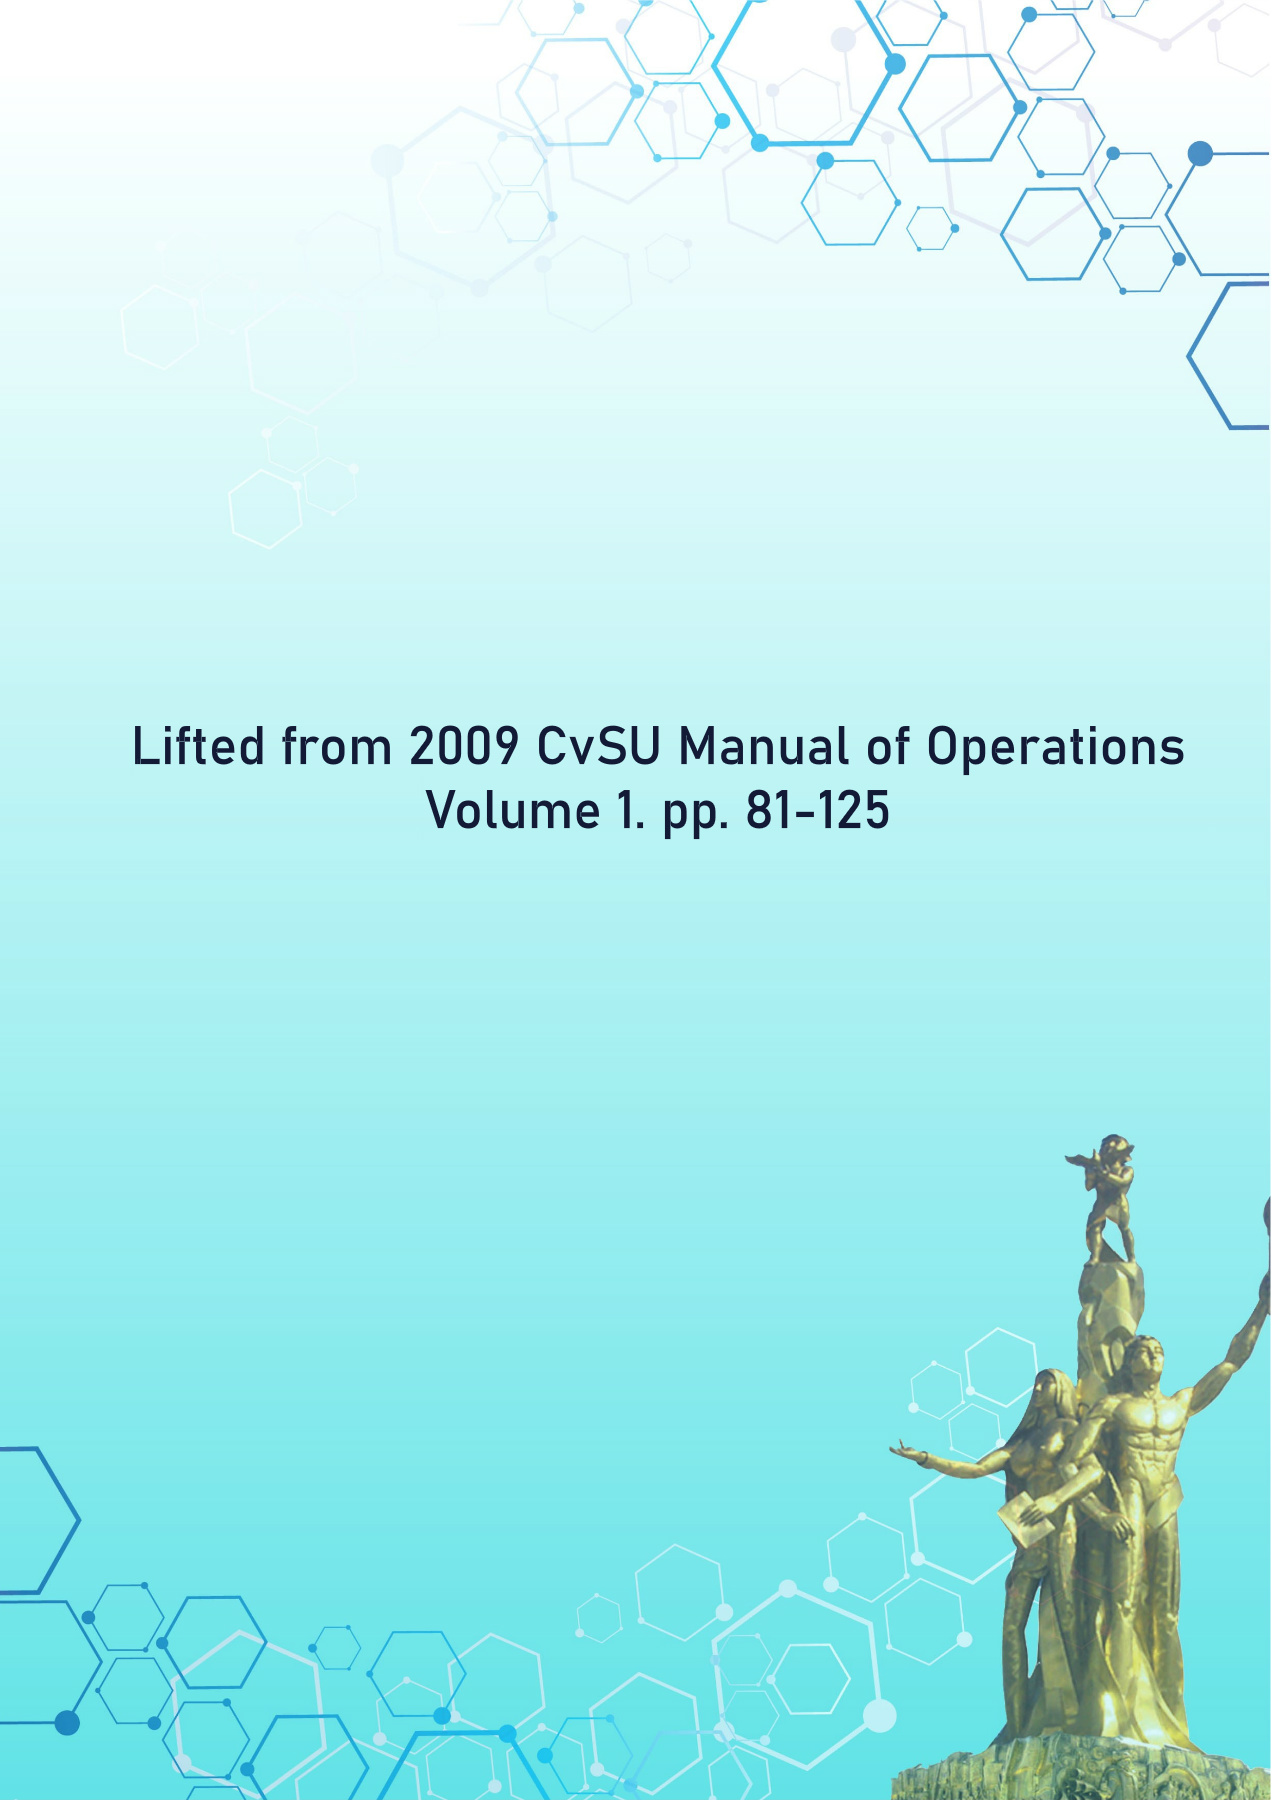 Lifted from 2009 CvSU Manual of Operations
Volume 1. pp. 81-125